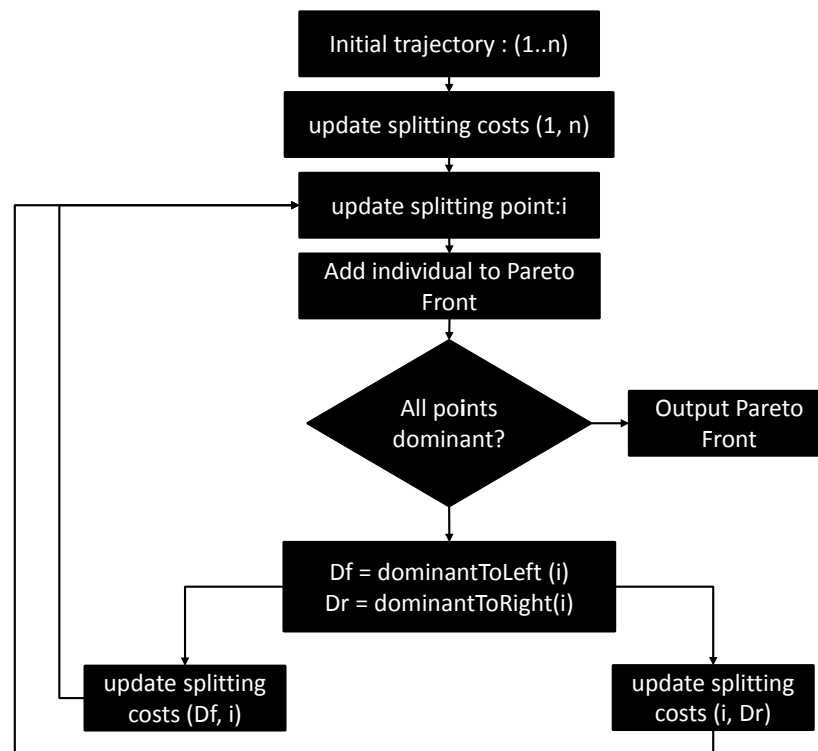 Initial trajectory : (1..n)
update splitting costs (1, n)
update splitting point:i
Add individual to Pareto
Front
All points
dominant?
Output Pareto
Front
Df = dominantToLeft (i)
Dr = dominantToRight(i)
update splitting
costs (Df, i)
update splitting
costs (i, Dr)